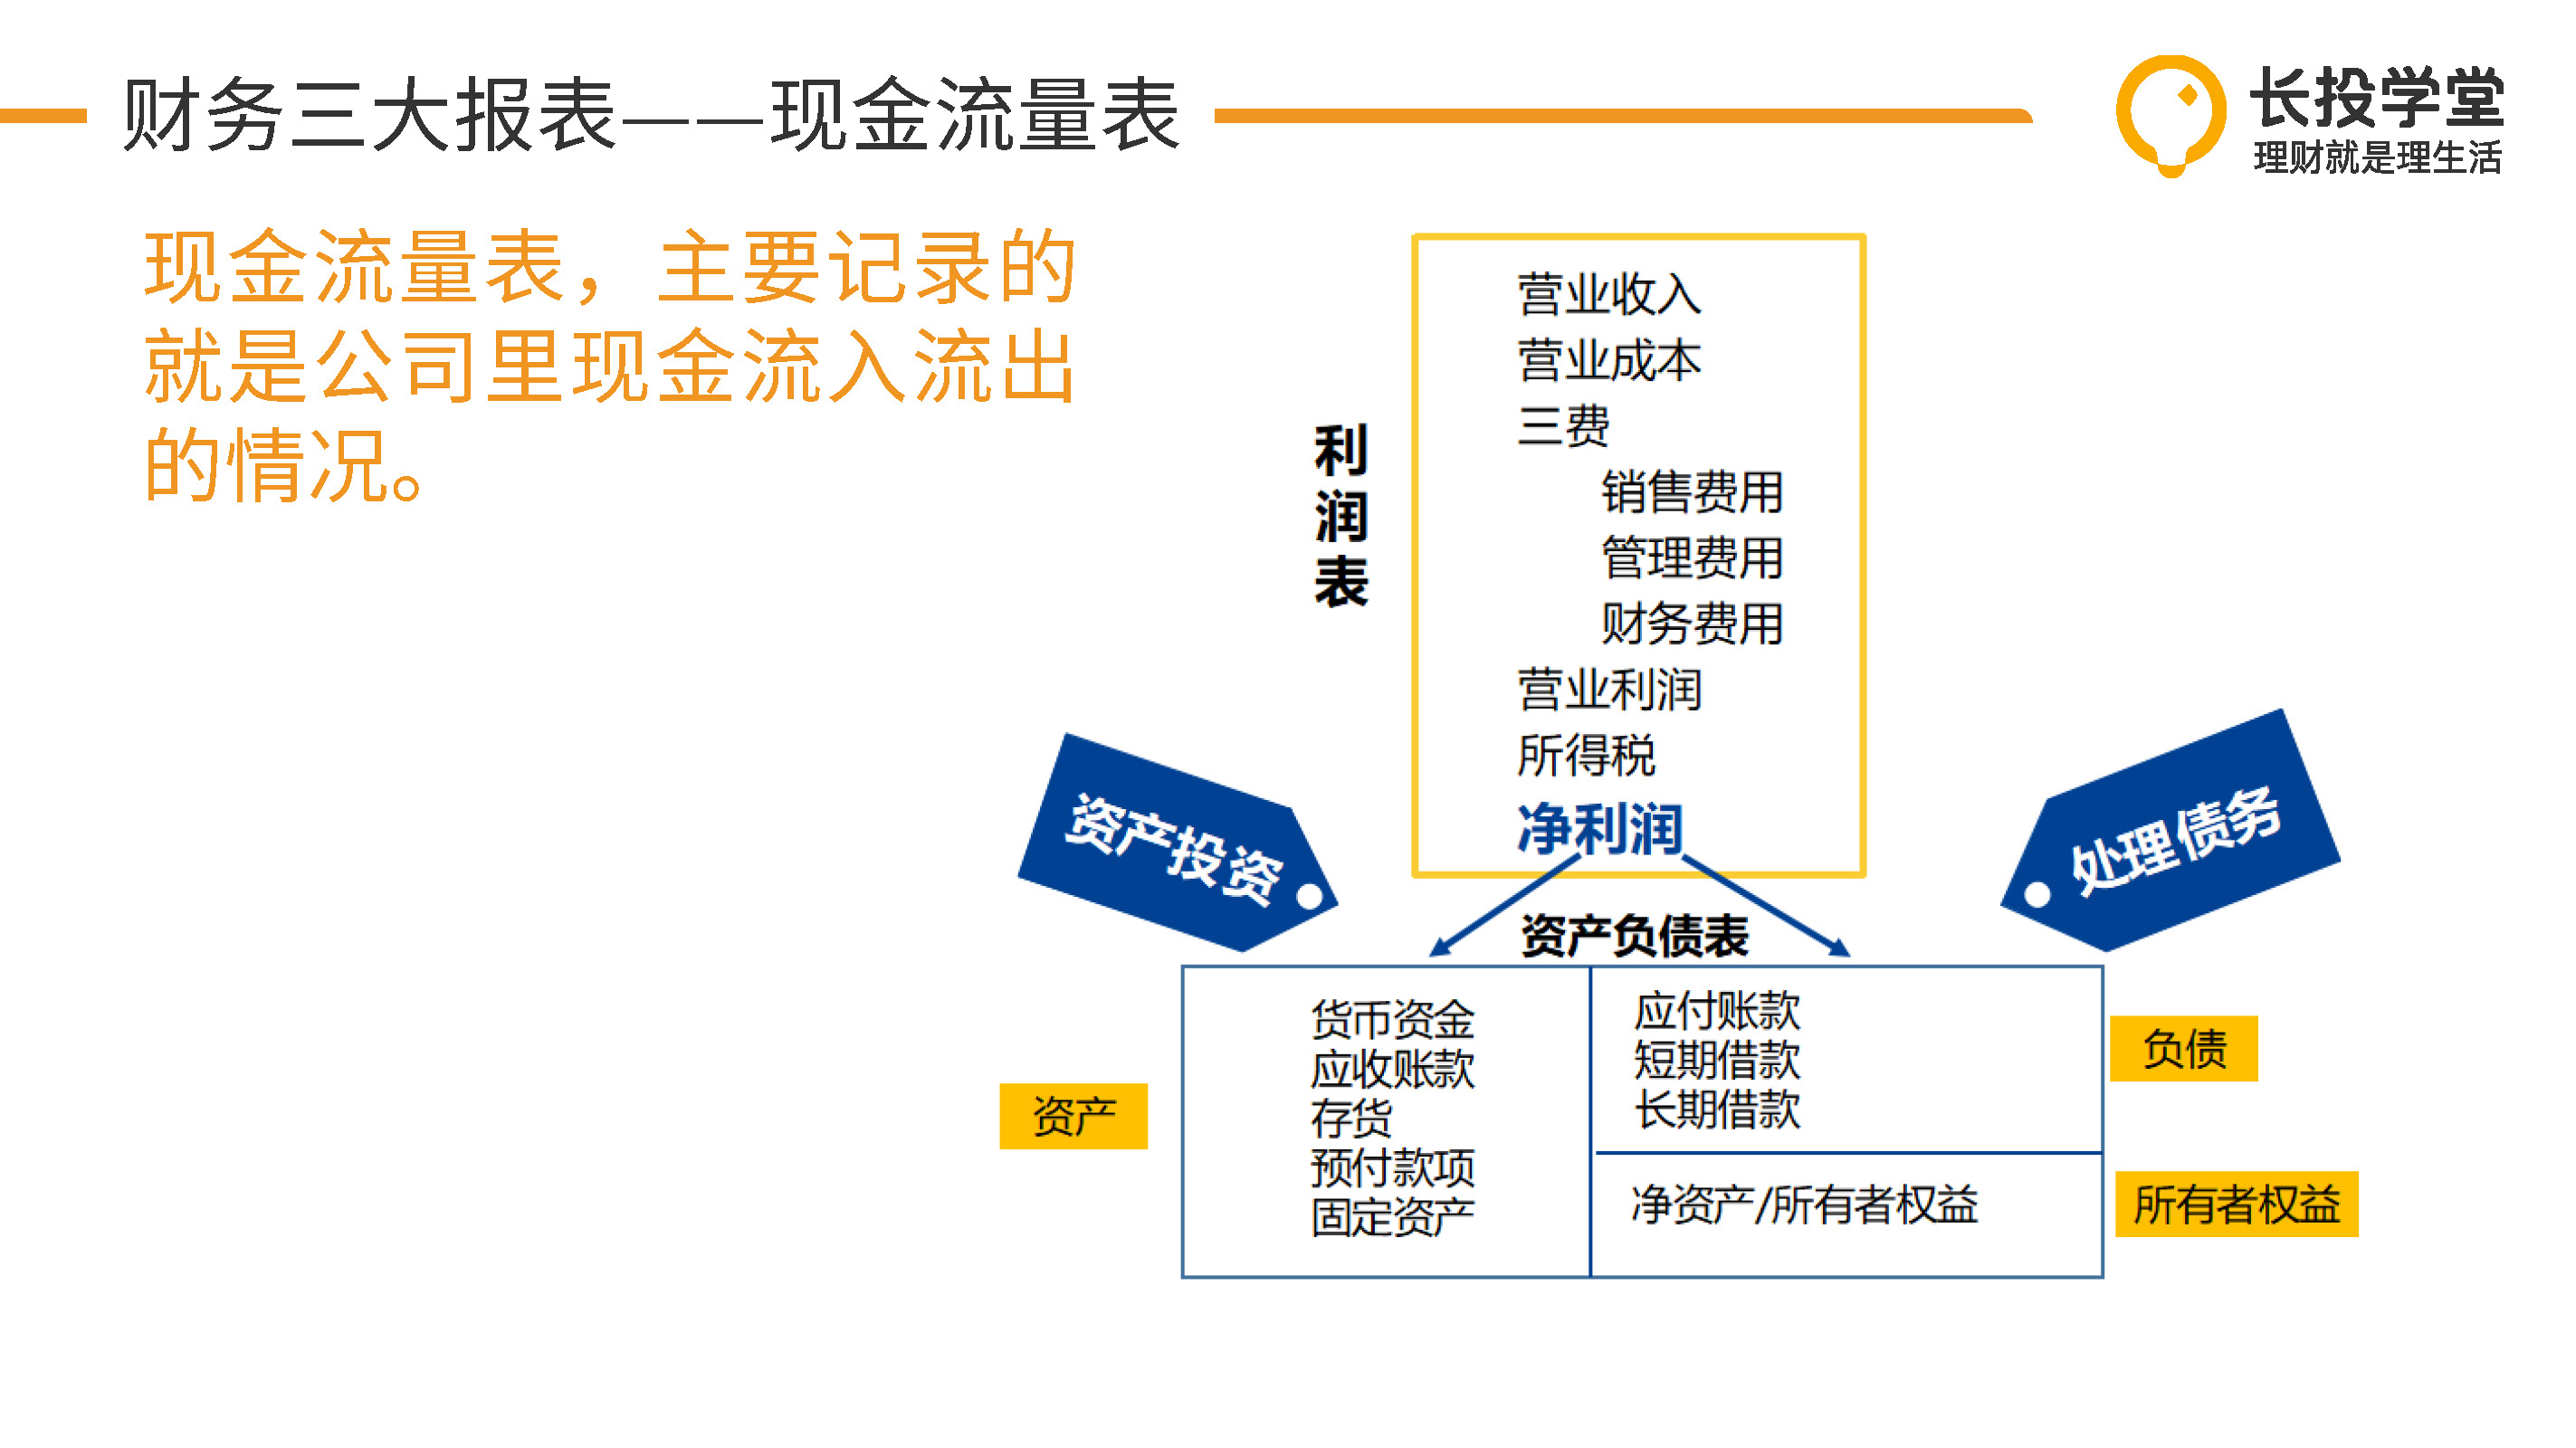 财务三大报表——现金流量表
长投学堂
理财就是理生活
现金流量表，主要记录的
就是公司里现金流入流出
的情况。
利润表
营业收入
营业成本
三费
销售费用
管理费用
财务费用
营业利润
所得税
净利润
资产投资
处理债务
资产负债表
资产
货币资金
应收账款
存货
预付款项
固定资产
应付账款
短期借款
长期借款
净资产/所有者权益
负债
所有者权益